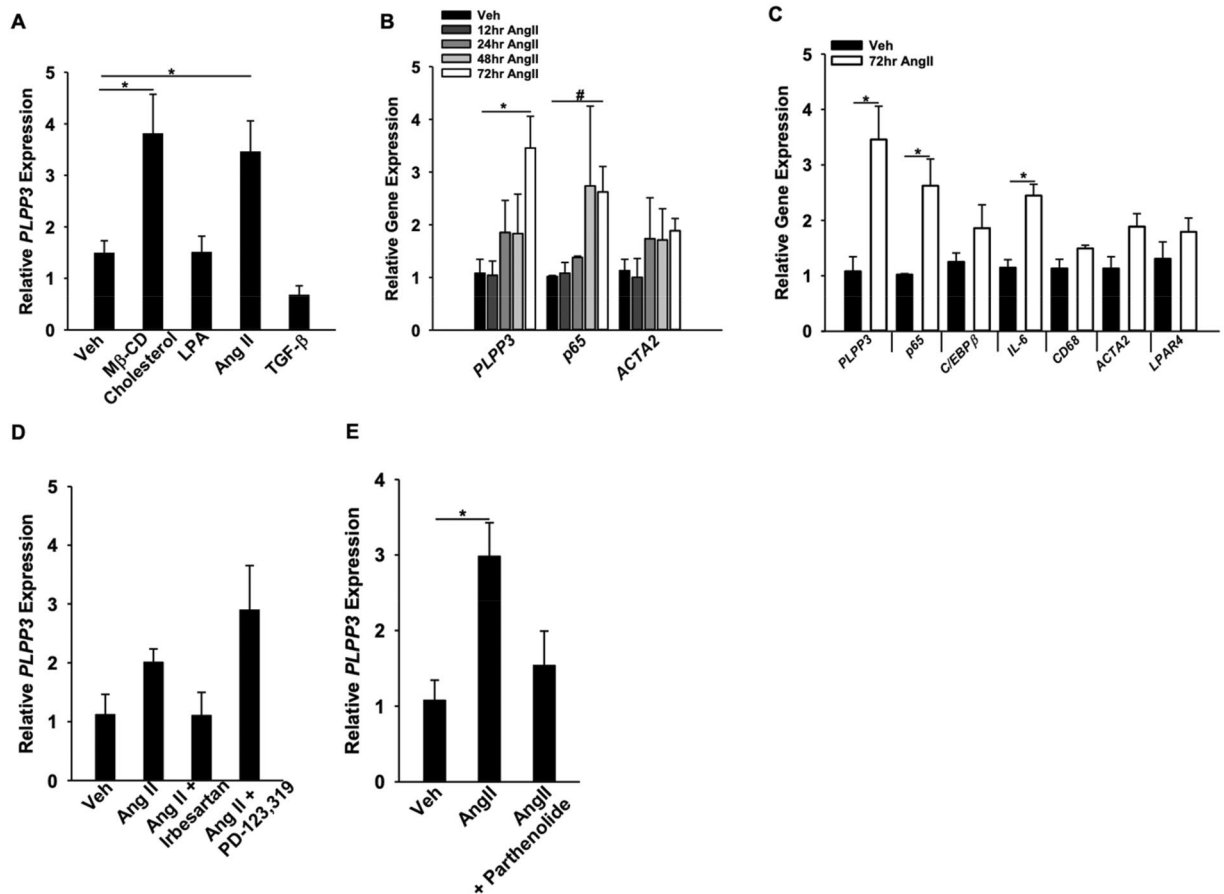 A
Relative PLPP3 Expression
5
4
3
2
1
0
*
*
Veh
Mβ-CD
Cholesterol
LPA
Ang II
TGF-β
B
Veh
12hr AngII
24hr AngII
48hr AngII
72hr AngII
Relative Gene Expression
5
4
3
2
1
0
*
#
PLPP3
p65
ACTA2
C
Veh
72hr AngII
Relative Gene Expression
5
4
3
2
1
0
*
*
*
PLPP3
p65
C/EBPβ
IL-6
CD68
ACTA2
LPAR4
D
Relative PLPP3 Expression
5
4
3
2
1
0
Veh
Ang II
Ang II +
Irbesartan
Ang II +
PD-123,319
E
Relative PLPP3 Expression
4
3
2
1
0
*
Veh
AngII
AngII
+ Parthenolide